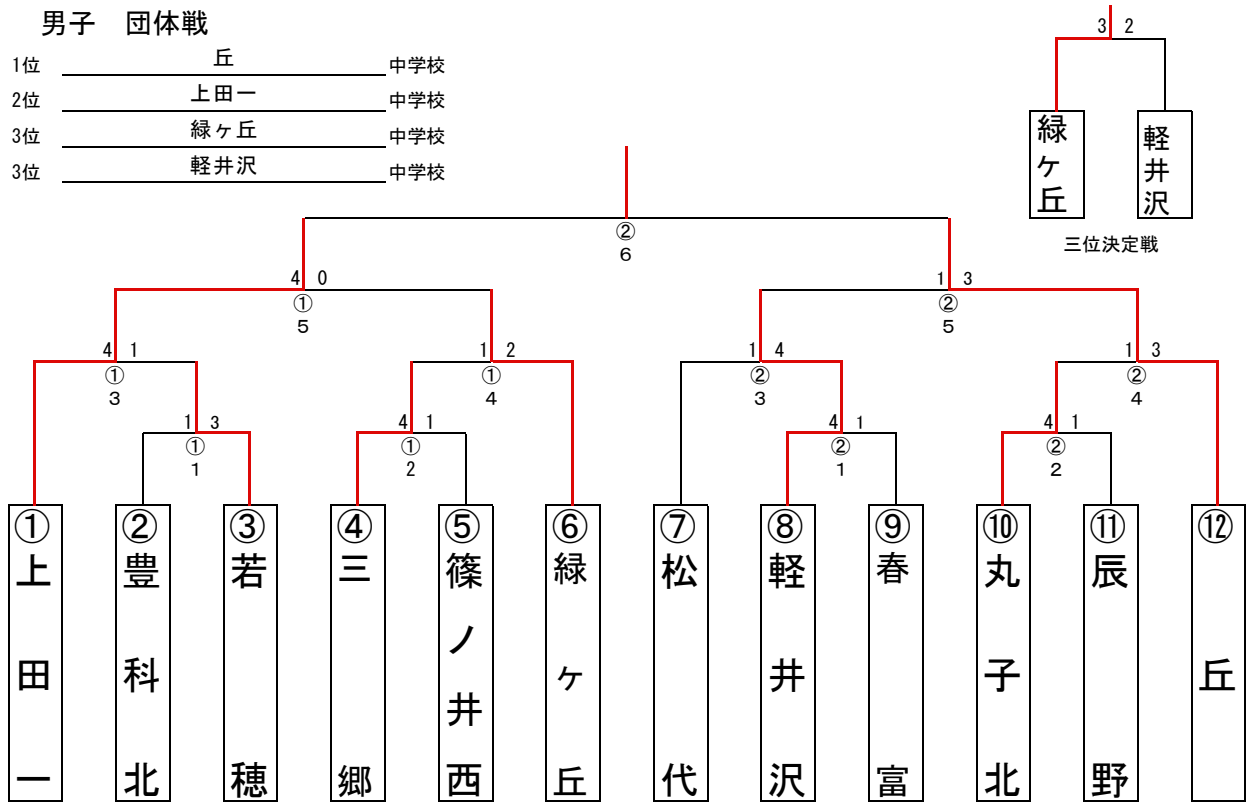 男子 団体戦
1位 丘 中学校
2位 上田一 中学校
3位 緑ヶ丘 中学校
3位 軽井沢 中学校
3 2
緑ヶ丘
軽井沢
三位決定戦
②
6
4 0
①
5
1 3
②
5
4 1
①
3
1 2
①
4
1 4
②
3
1 3
②
4
1 3
①
1
4 1
①
2
4 1
②
1
4 1
②
2
①上田一
②豊科北
③若穂
④三郷
⑤篠ノ井西
⑥緑ヶ丘
⑦松代
⑧軽井沢
⑨春富
⑩丸子北
⑪辰野
⑫丘